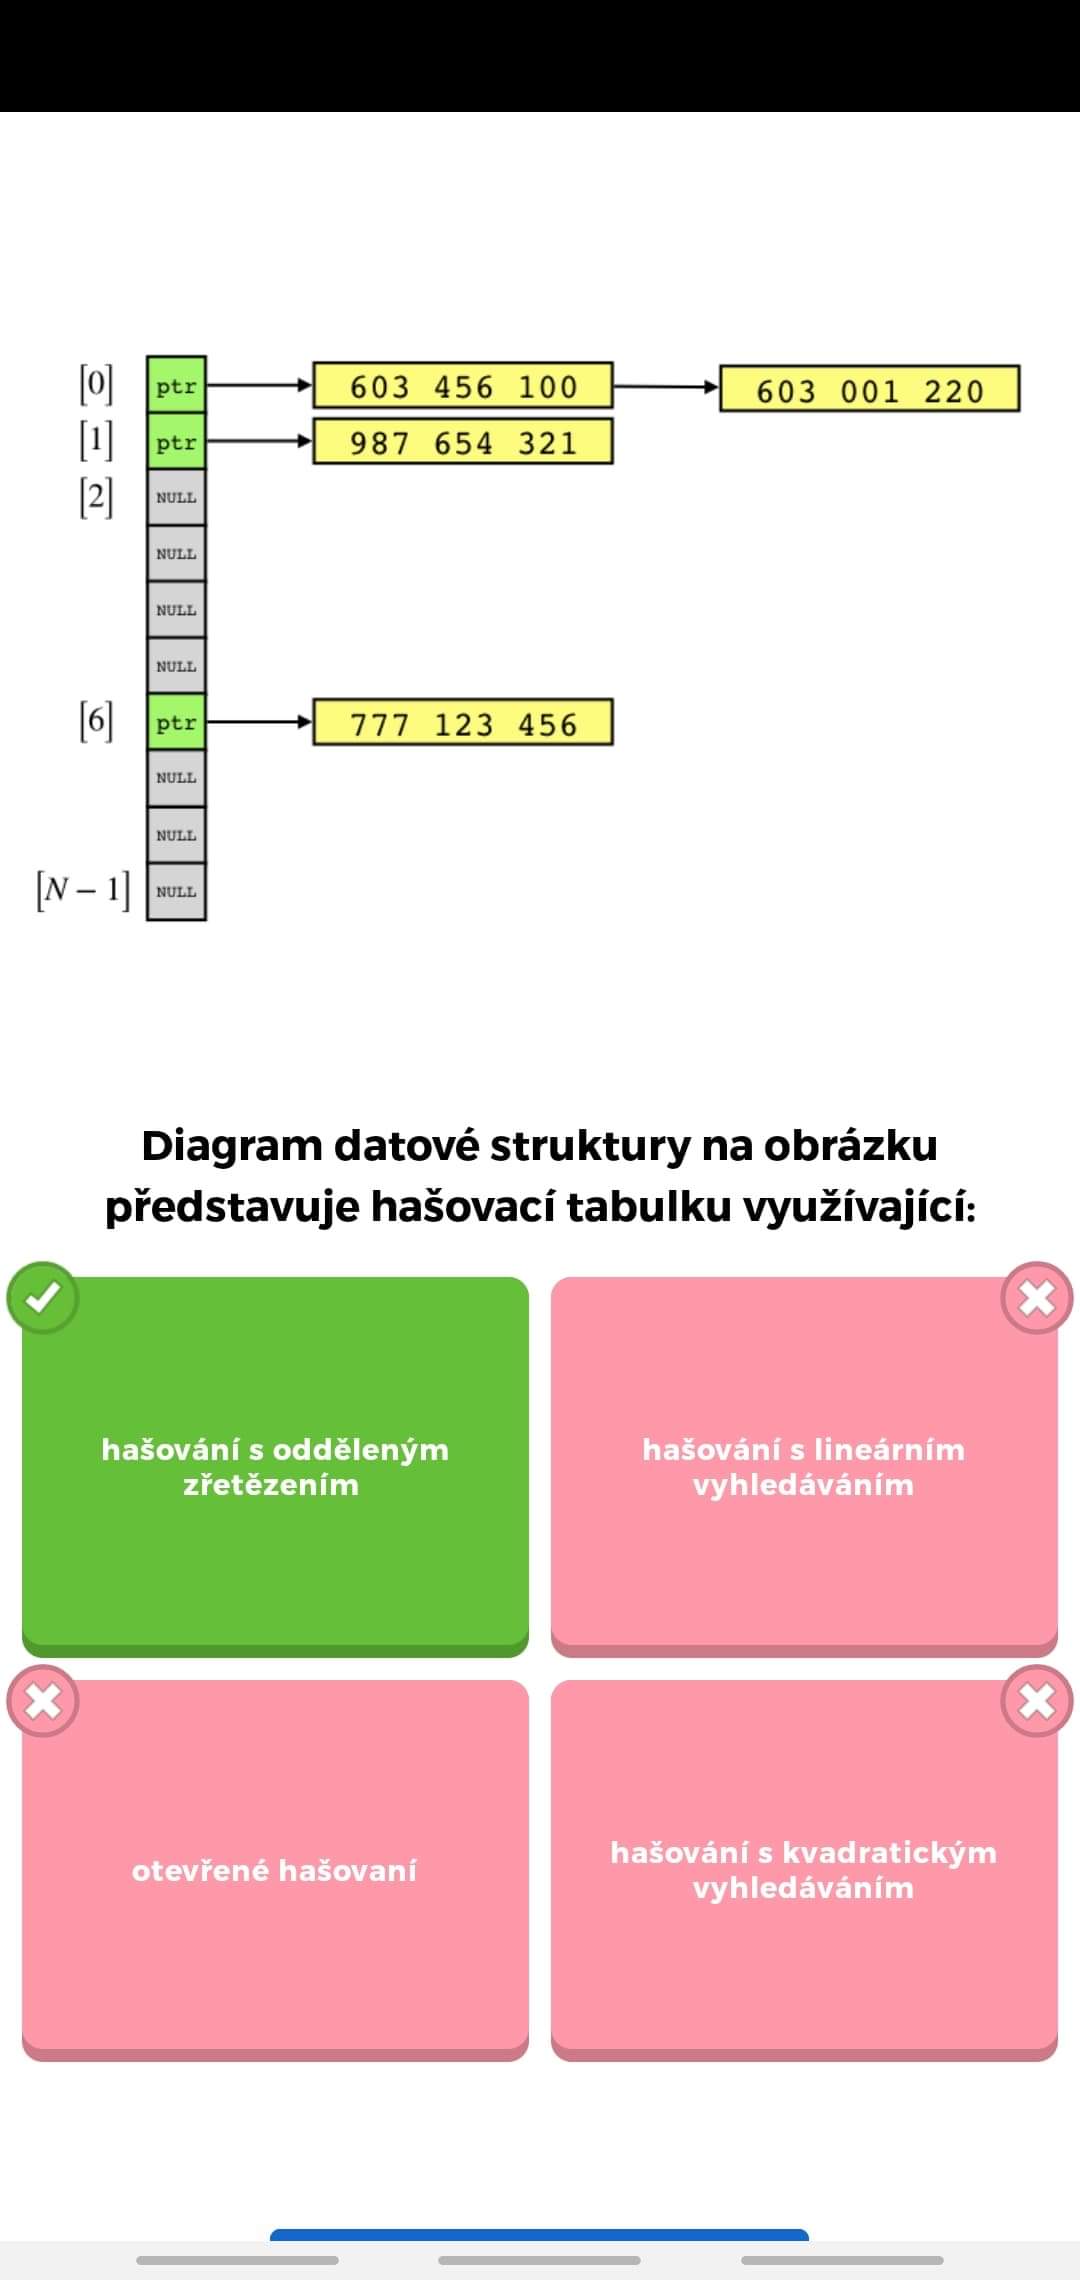 [0] ptr 603 456 100 603 001 220
[1] ptr 987 654 321
[2] NULL
NULL
NULL
NULL
[6] ptr 777 123 456
NULL
NULL
[N − 1] NULL
Diagram datové struktury na obrázku
představuje hašovací tabulku využívající:
hašování s odděleným
zřetězením
hašování s lineárním
vyhledáváním
otevřené hašovaní
hašování s kvadratickým
vyhledáváním